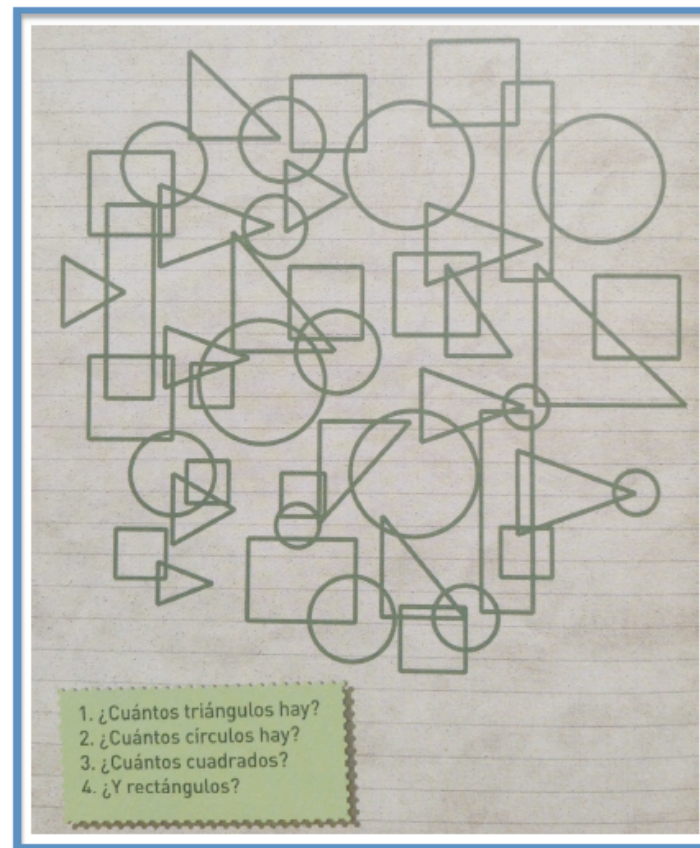 1. ¿Cuántos triángulos hay?
2. ¿Cuántos círculos hay?
3. ¿Cuántos cuadrados?
4. ¿Y rectángulos?